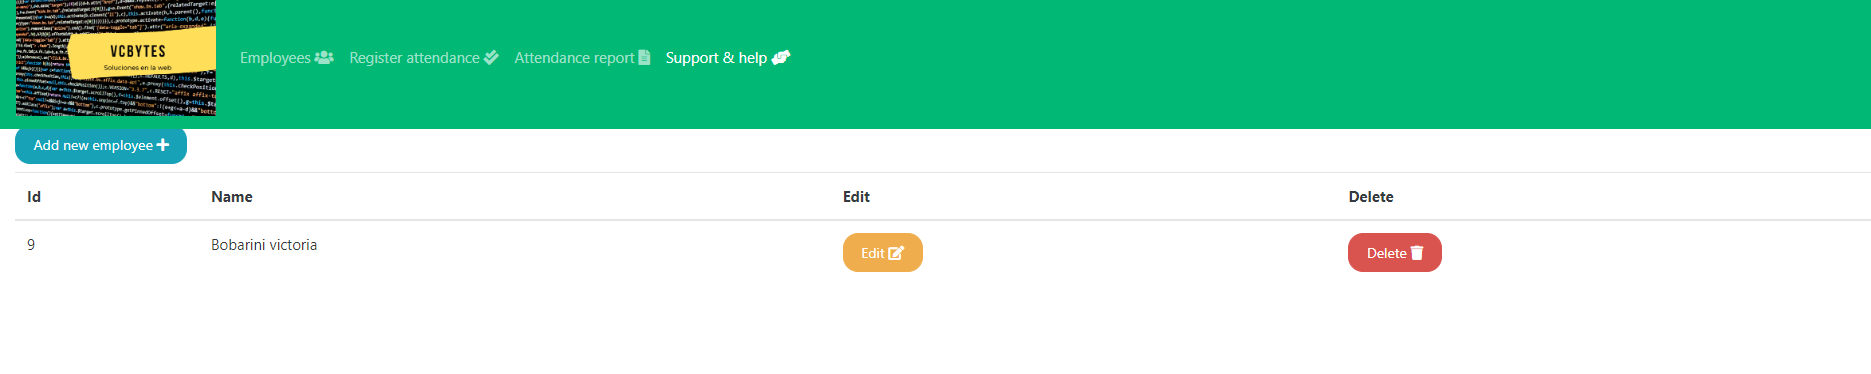 VCBYTES
Soluciones en la web
Employees
Register attendance
Attendance report
Support & help
Add new employee
Id Name Edit Delete
9 Bobarini victoria Edit Delete